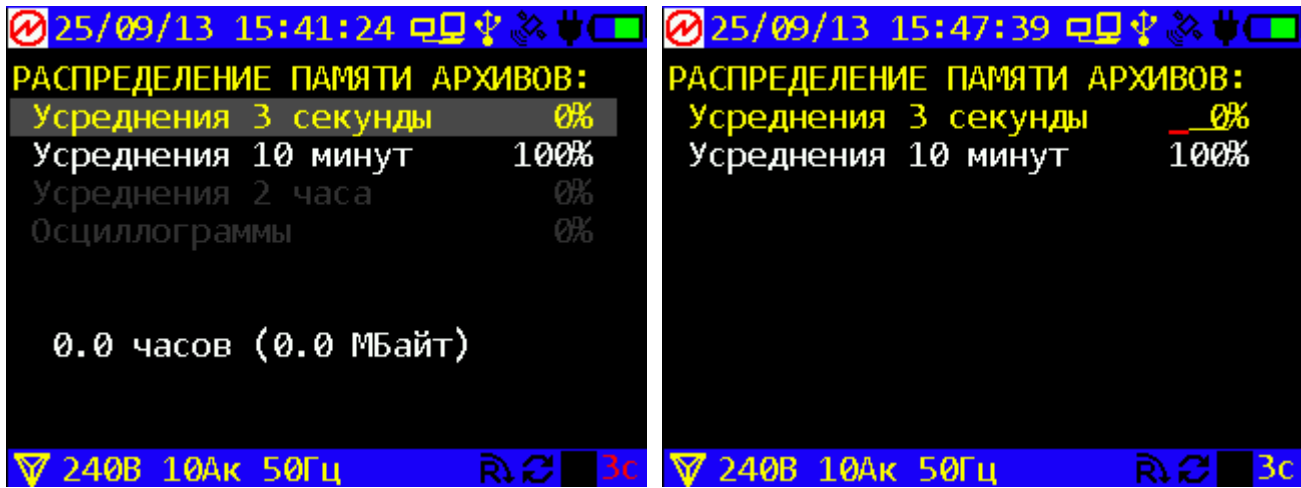 25/09/13 15:41:24
РАСПРЕДЕЛЕНИЕ ПАМЯТИ АРХИВОВ:
Усреднения 3 секунды 0%
Усреднения 10 минут 100%
Усреднения 2 часа 0%
Осциллограммы 0%
0.0 часов (0.0 МБайт)
240В 10Ак 50Гц R 3с
25/09/13 15:47:39
РАСПРЕДЕЛЕНИЕ ПАМЯТИ АРХИВОВ:
Усреднения 3 секунды __0%
Усреднения 10 минут 100%
240В 10Ак 50Гц R 3с